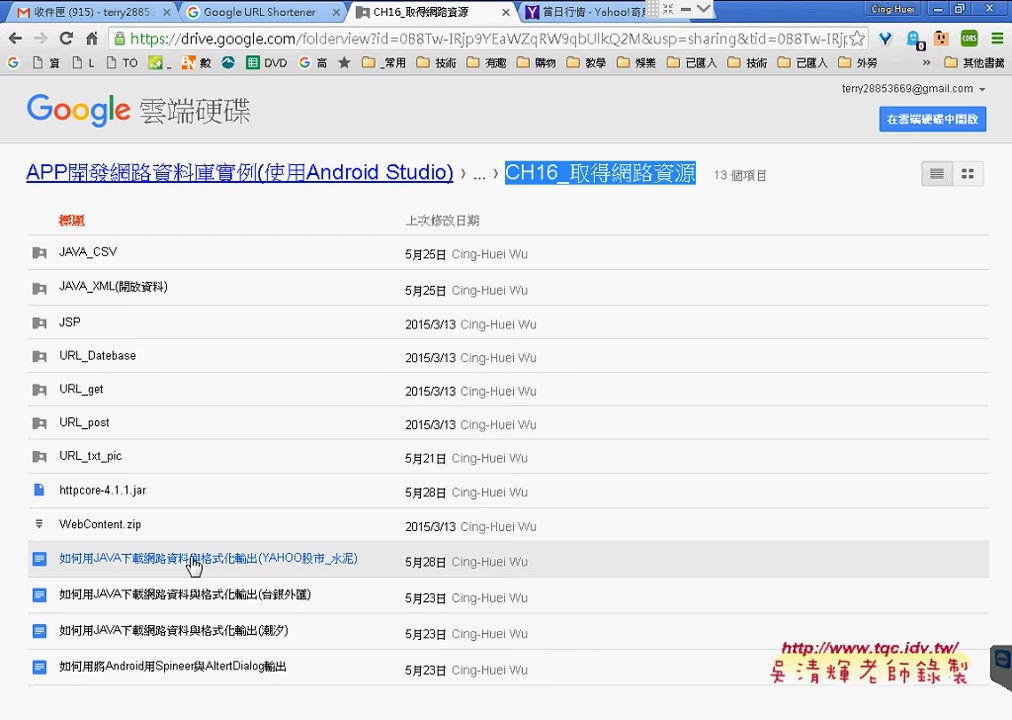 收件匣 (915) - terry28853
Google URL Shortener
CH16_取得網路資源
當日行情 - Yahoo!奇
Cing-Huei
https://drive.google.com/folderview?id=0B8Tw-IRjp9YEaWZqRW9qbUlkQ2M&usp=sharing&tid=0B8Tw-IRjp
資
L
TO
數
DVD
高
_常用
技術
有趣
購物
教學
娛樂
已匯入
技術
已匯入
外勞
»
其他書籤
terry28853669@gmail.com
Google 雲端硬碟
在雲端硬碟中開啟
APP開發網路資料庫實例(使用Android Studio) › ... › CH16_取得網路資源 13 個項目
標題 上次修改日期
JAVA_CSV 5月25日 Cing-Huei Wu
JAVA_XML(開放資料) 5月25日 Cing-Huei Wu
JSP 2015/3/13 Cing-Huei Wu
URL_Datebase 2015/3/13 Cing-Huei Wu
URL_get 2015/3/13 Cing-Huei Wu
URL_post 2015/3/13 Cing-Huei Wu
URL_txt_pic 5月21日 Cing-Huei Wu
httpcore-4.1.1.jar 5月28日 Cing-Huei Wu
WebContent.zip 2015/3/13 Cing-Huei Wu
如何用JAVA下載網路資料與格式化輸出(YAHOO股市_水泥) 5月28日 Cing-Huei Wu
如何用JAVA下載網路資料與格式化輸出(台銀外匯) 5月23日 Cing-Huei Wu
如何用JAVA下載網路資料與格式化輸出(潮汐) 5月23日 Cing-Huei Wu
如何用將Android用Spineer與AltertDialog輸出 5月23日 Cing-Huei Wu
http://www.tqc.idv.tw/
吳清輝老師錄製